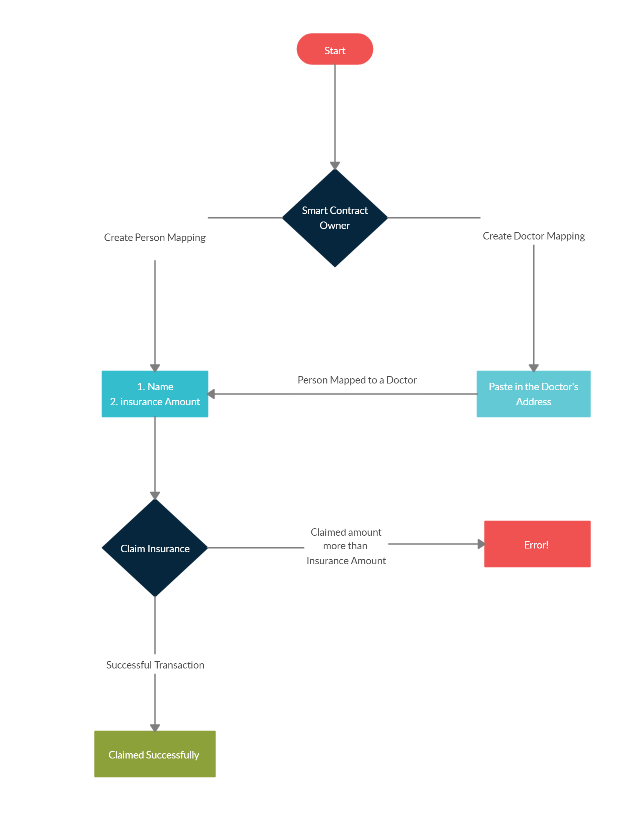 Start
Smart Contract
Owner
Create Person Mapping
Create Doctor Mapping
1. Name
2. insurance Amount
Person Mapped to a Doctor
Paste in the Doctor's
Address
Claim Insurance
Claimed amount
more than
Insurance Amount
Error!
Successful Transaction
Claimed Successfully